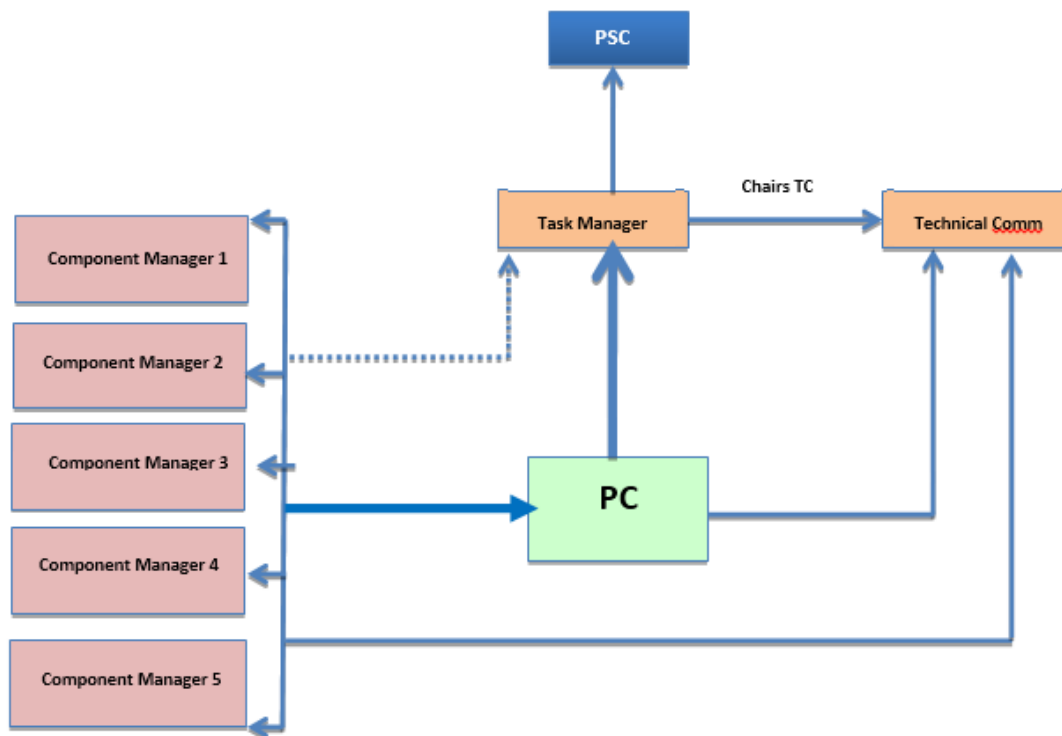 PSC
Chairs TC
Task Manager
Technical Comm
Component Manager 1
Component Manager 2
Component Manager 3
PC
Component Manager 4
Component Manager 5